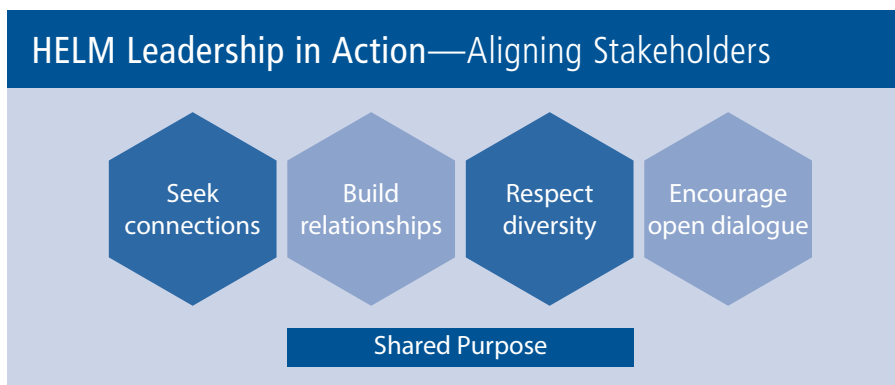 HELM Leadership in Action—Aligning Stakeholders
Seek
connections
Build
relationships
Respect
diversity
Encourage
open dialogue
Shared Purpose